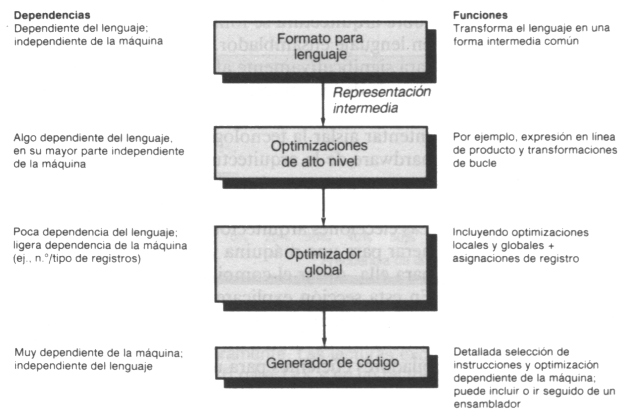 Dependencias
Dependiente del lenguaje;
independiente de la máquina
Formato para
lenguaje
Funciones
Transforma el lenguaje en una
forma intermedia común
Representación
intermedia
Algo dependiente del lenguaje,
en su mayor parte independiente
de la máquina
Optimizaciones
de alto nivel
Por ejemplo, expresión en línea
de producto y transformaciones
de bucle
Poca dependencia del lenguaje;
ligera dependencia de la máquina
(ej., n.º/tipo de registros)
Optimizador
global
Incluyendo optimizaciones
locales y globales +
asignaciones de registro
Muy dependiente de la máquina;
independiente del lenguaje
Generador de código
Detallada selección de
instrucciones y optimización
dependiente de la máquina;
puede incluir o ir seguido de un
ensamblador